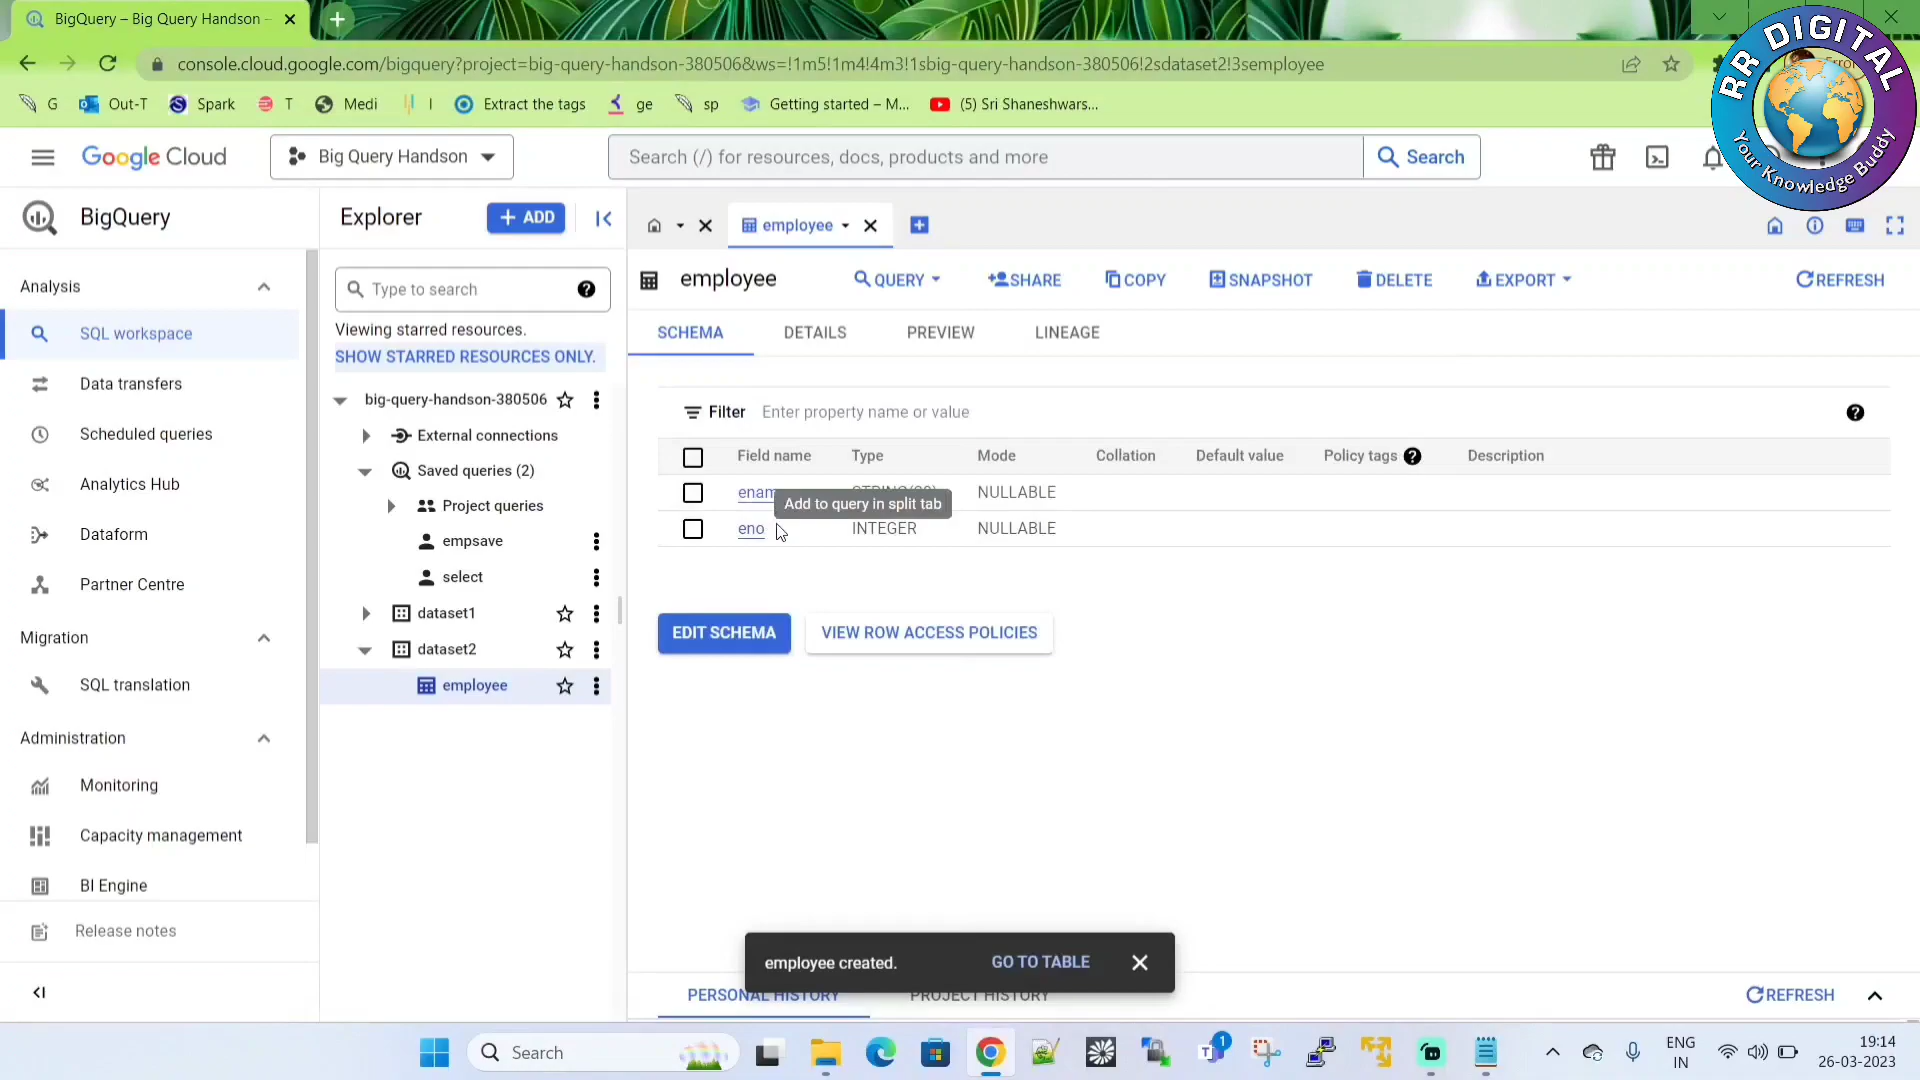 BigQuery – Big Query Handson –
console.cloud.google.com/bigquery?project=big-query-handson-380506&ws=!1m5!1m4!4m3!1sbig-query-handson-380506!2sdataset2!3semployee
G Out-T Spark T Medi I Extract the tags ge sp Getting started – M... (5) Sri Shaneshwars...
RR DIGITAL
Your Knowledge Buddy
Google Cloud
Big Query Handson
Search (/) for resources, docs, products and more
Search
BigQuery
Analysis
SQL workspace
Data transfers
Scheduled queries
Analytics Hub
Dataform
Partner Centre
Migration
SQL translation
Administration
Monitoring
Capacity management
BI Engine
Release notes
Explorer
+ ADD
Type to search
Viewing starred resources.
SHOW STARRED RESOURCES ONLY.
big-query-handson-380506
External connections
Saved queries (2)
Project queries
empsave
select
dataset1
dataset2
employee
employee
employee
QUERY
SHARE
COPY
SNAPSHOT
DELETE
EXPORT
REFRESH
SCHEMA DETAILS PREVIEW LINEAGE
Filter Enter property name or value
Field name Type Mode Collation Default value Policy tags Description
NULLABLE
Add to query in split tab
eno INTEGER NULLABLE
EDIT SCHEMA
VIEW ROW ACCESS POLICIES
employee created.
GO TO TABLE
PERSONAL HISTORY
PROJECT HISTORY
REFRESH
Search
1
ENG
IN
19:14
26-03-2023